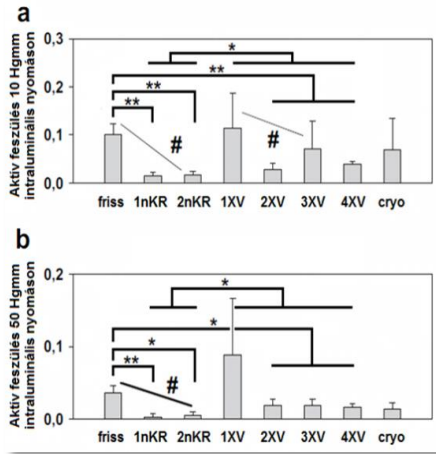 a
Aktív feszülés 10 Hgmm
intraluminális nyomáson
0,3
0,2
0,1
0,0
*
**
**
**
#
#
friss 1nKR 2nKR 1XV 2XV 3XV 4XV cryo
b
Aktív feszülés 50 Hgmm
intraluminális nyomáson
0,2
0,1
0,0
*
*
*
**
#
friss 1nKR 2nKR 1XV 2XV 3XV 4XV cryo